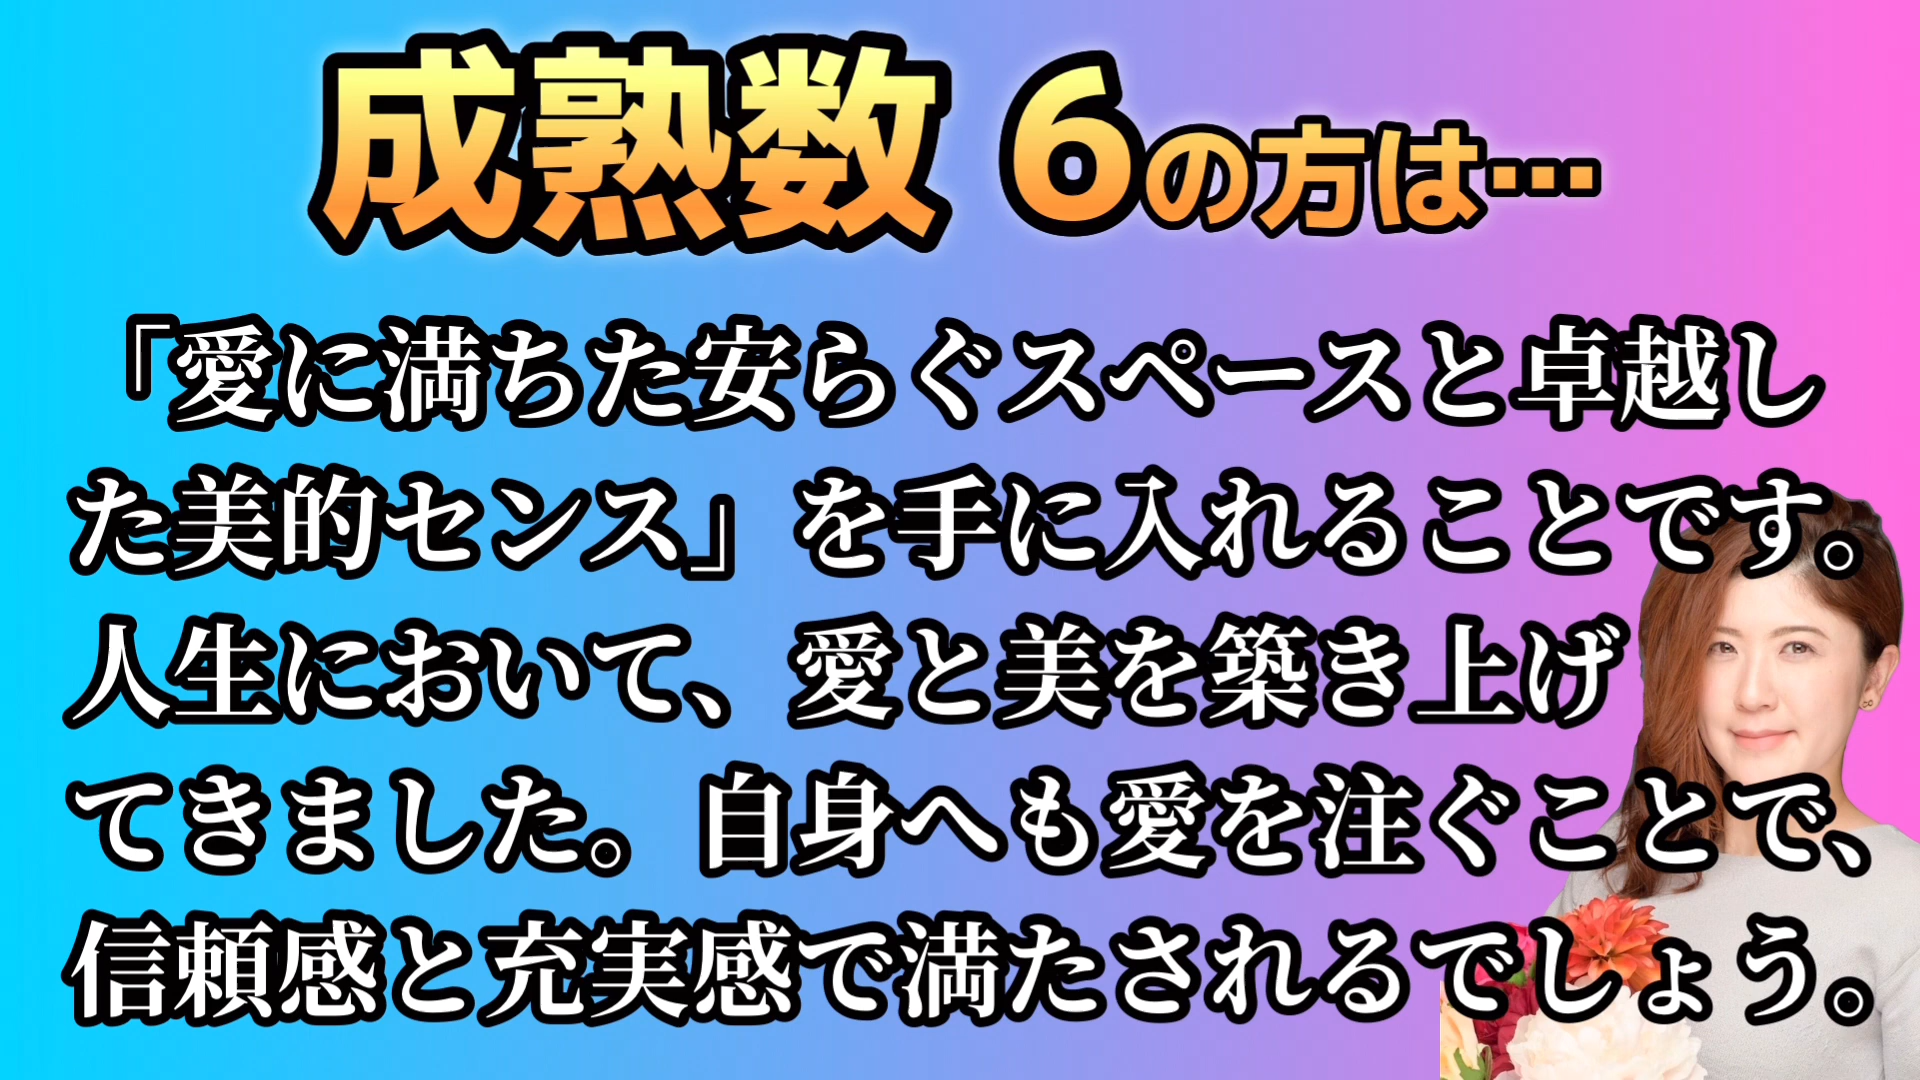 成熟数 6の方は…
「愛に満ちた安らぐスペースと卓越し
た美的センス」を手に入れることです。
人生において、愛と美を築き上げ
てきました。自身へも愛を注ぐことで、
信頼感と充実感で満たされるでしょう。